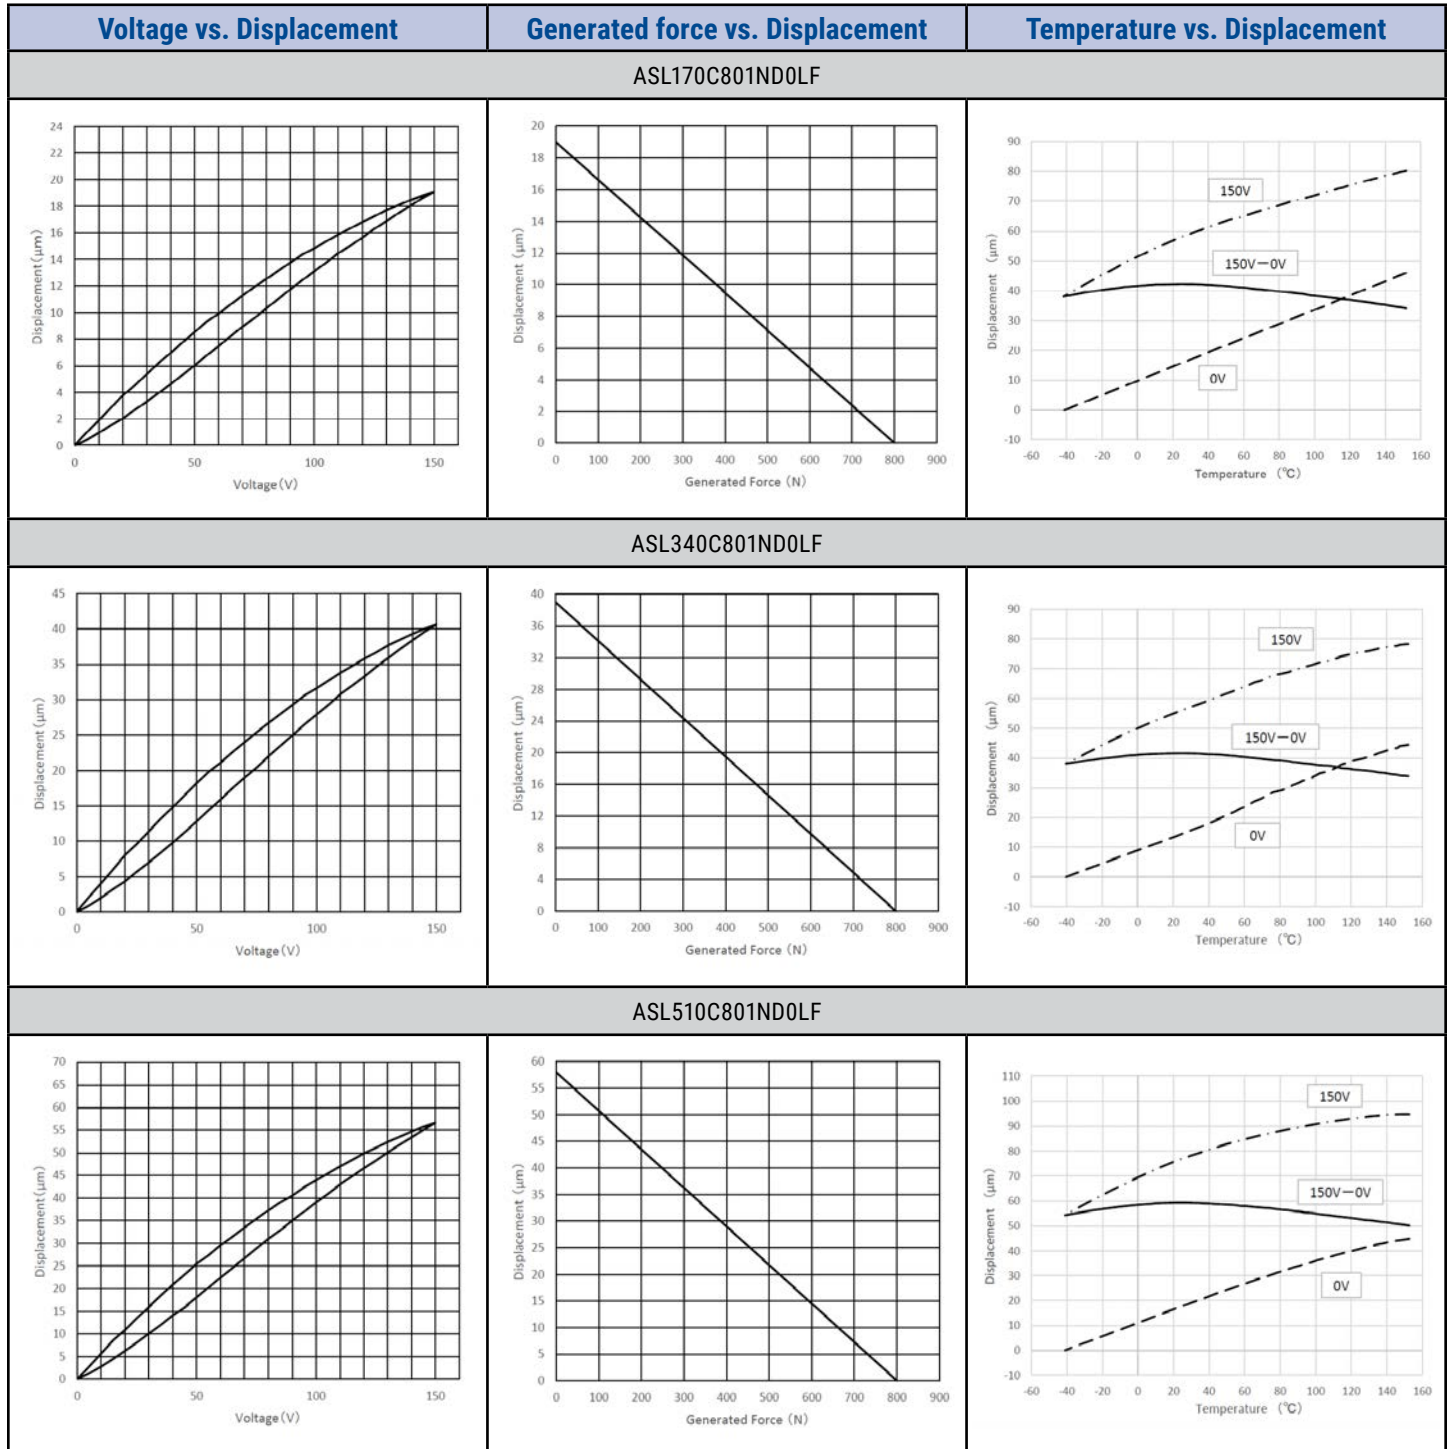 Voltage vs. Displacement
Generated force vs. Displacement
Temperature vs. Displacement
ASL170C801ND0LF
24
22
20
18
16
14
12
10
8
6
4
2
0
Displacement (μm)
0 50 100 150
Voltage(V)
20
18
16
14
12
10
8
6
4
2
0
Displacement (μm)
0 100 200 300 400 500 600 700 800 900
Generated Force (N)
90
80
70
60
50
40
30
20
10
0
-10
Displacement (μm)
150V
150V−0V
0V
-60 -40 -20 0 20 40 60 80 100 120 140 160
Temperature (℃)
ASL340C801ND0LF
45
40
35
30
25
20
15
10
5
0
Displacement (μm)
0 50 100 150
Voltage(V)
40
36
32
28
24
20
16
12
8
4
0
Displacement (μm)
0 100 200 300 400 500 600 700 800 900
Generated Force (N)
90
80
70
60
50
40
30
20
10
0
-10
Displacement (μm)
150V
150V−0V
0V
-60 -40 -20 0 20 40 60 80 100 120 140 160
Temperature (℃)
ASL510C801ND0LF
70
65
60
55
50
45
40
35
30
25
20
15
10
5
0
Displacement(μm)
0 50 100 150
Voltage(V)
60
55
50
45
40
35
30
25
20
15
10
5
0
Displacement (μm)
0 100 200 300 400 500 600 700 800 900
Generated Force (N)
110
100
90
80
70
60
50
40
30
20
10
0
-10
Displacement (μm)
150V
150V−0V
0V
-60 -40 -20 0 20 40 60 80 100 120 140 160
Temperature (℃)